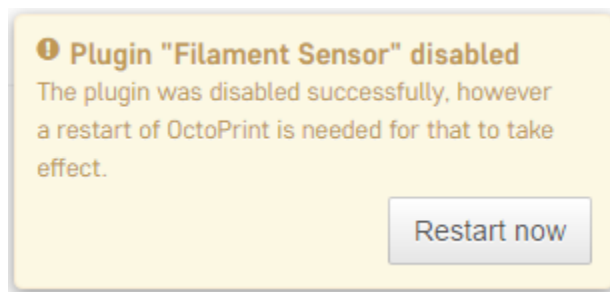 Plugin "Filament Sensor" disabled
The plugin was disabled successfully, however
a restart of OctoPrint is needed for that to take
effect.
Restart now